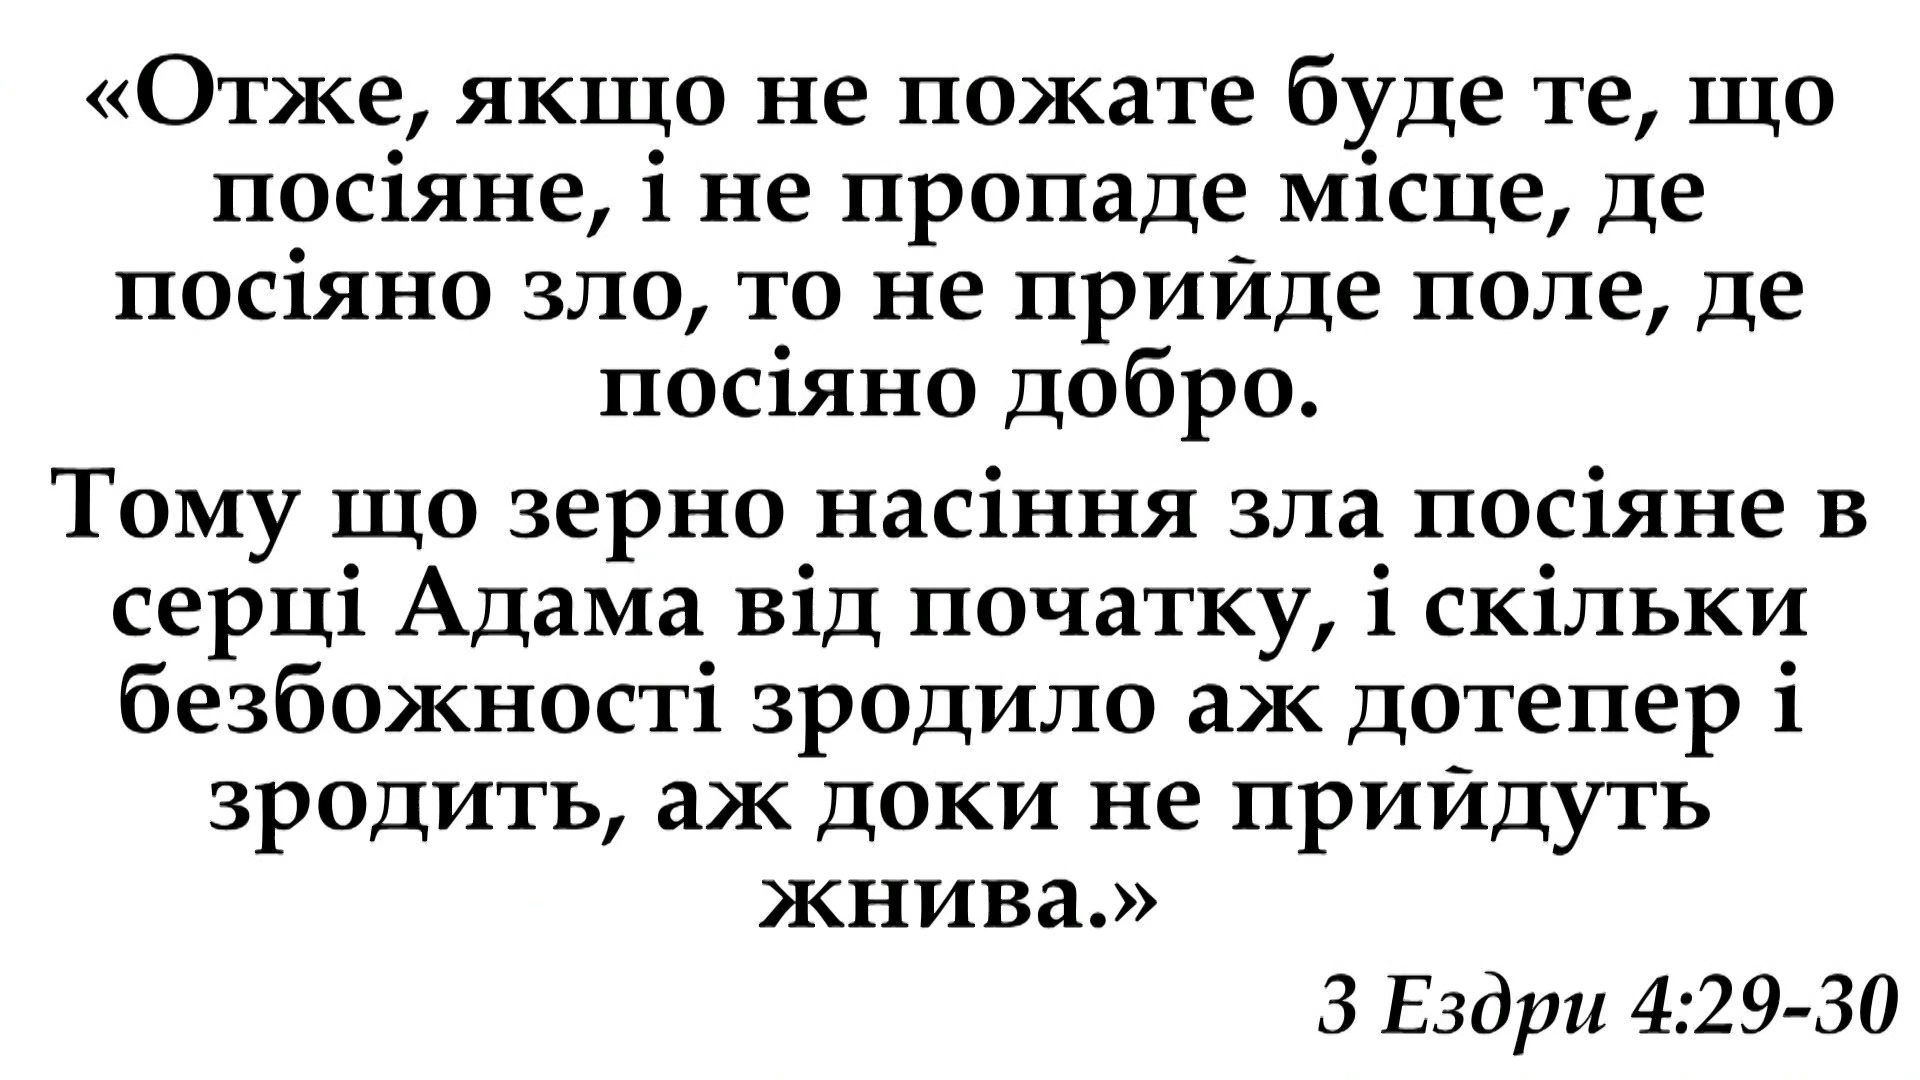 «Отже, якщо не пожате буде те, що
посіяне, і не пропаде місце, де
посіяно зло, то не прийде поле, де
посіяно добро.
Тому що зерно насіння зла посіяне в
серці Адама від початку, і скільки
безбожності зродило аж дотепер і
зродить, аж доки не прийдуть
жнива.»
3 Ездри 4:29-30